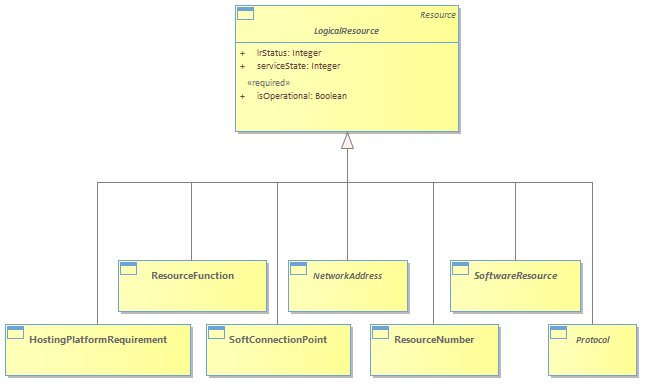 Resource
LogicalResource
+ lrStatus: Integer
+ serviceState: Integer
«required»
+ isOperational: Boolean
ResourceFunction
NetworkAddress
SoftwareResource
HostingPlatformRequirement
SoftConnectionPoint
ResourceNumber
Protocol